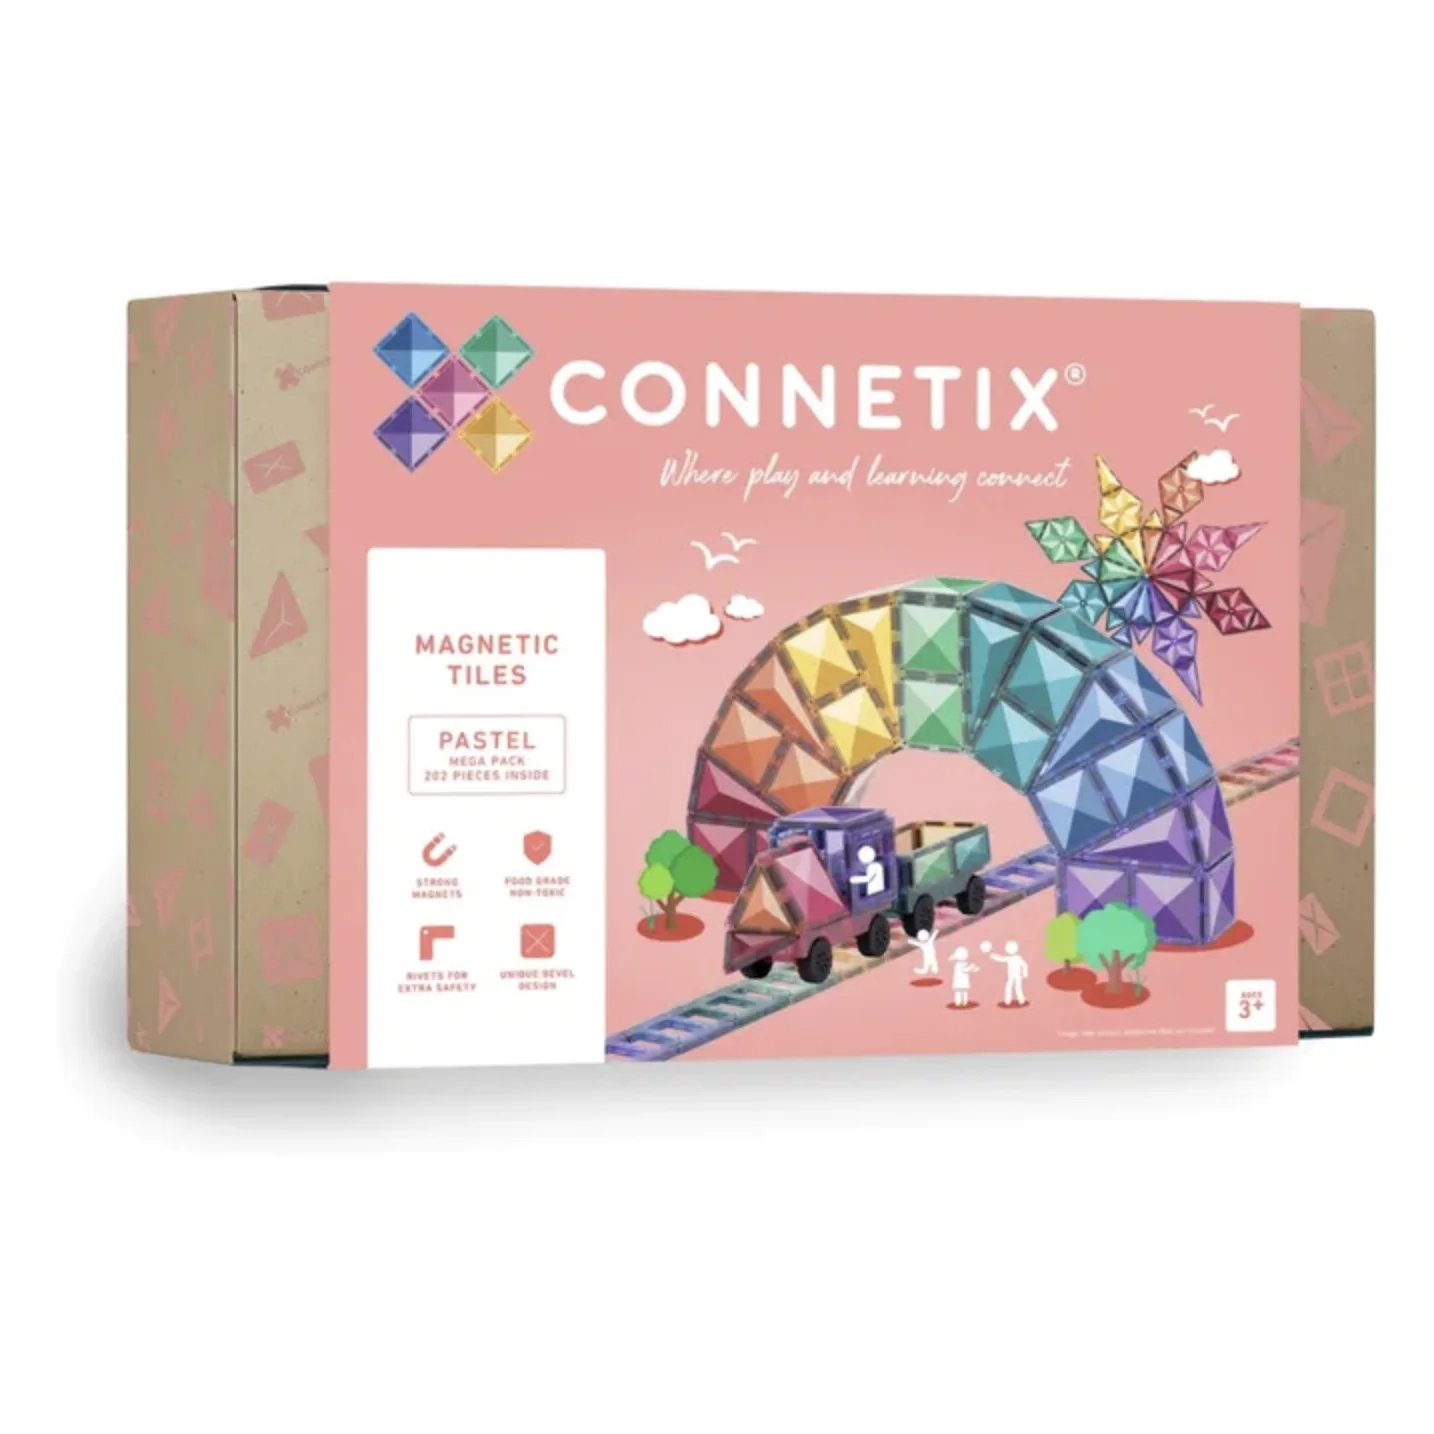 CONNETIX®
Where play and learning connect
MAGNETIC
TILES
PASTEL
MEGA PACK
202 PIECES INSIDE
STRONG
MAGNETS
FOOD GRADE
NON-TOXIC
RIVETS FOR
EXTRA SAFETY
UNIQUE BEVEL
DESIGN
AGES
3+